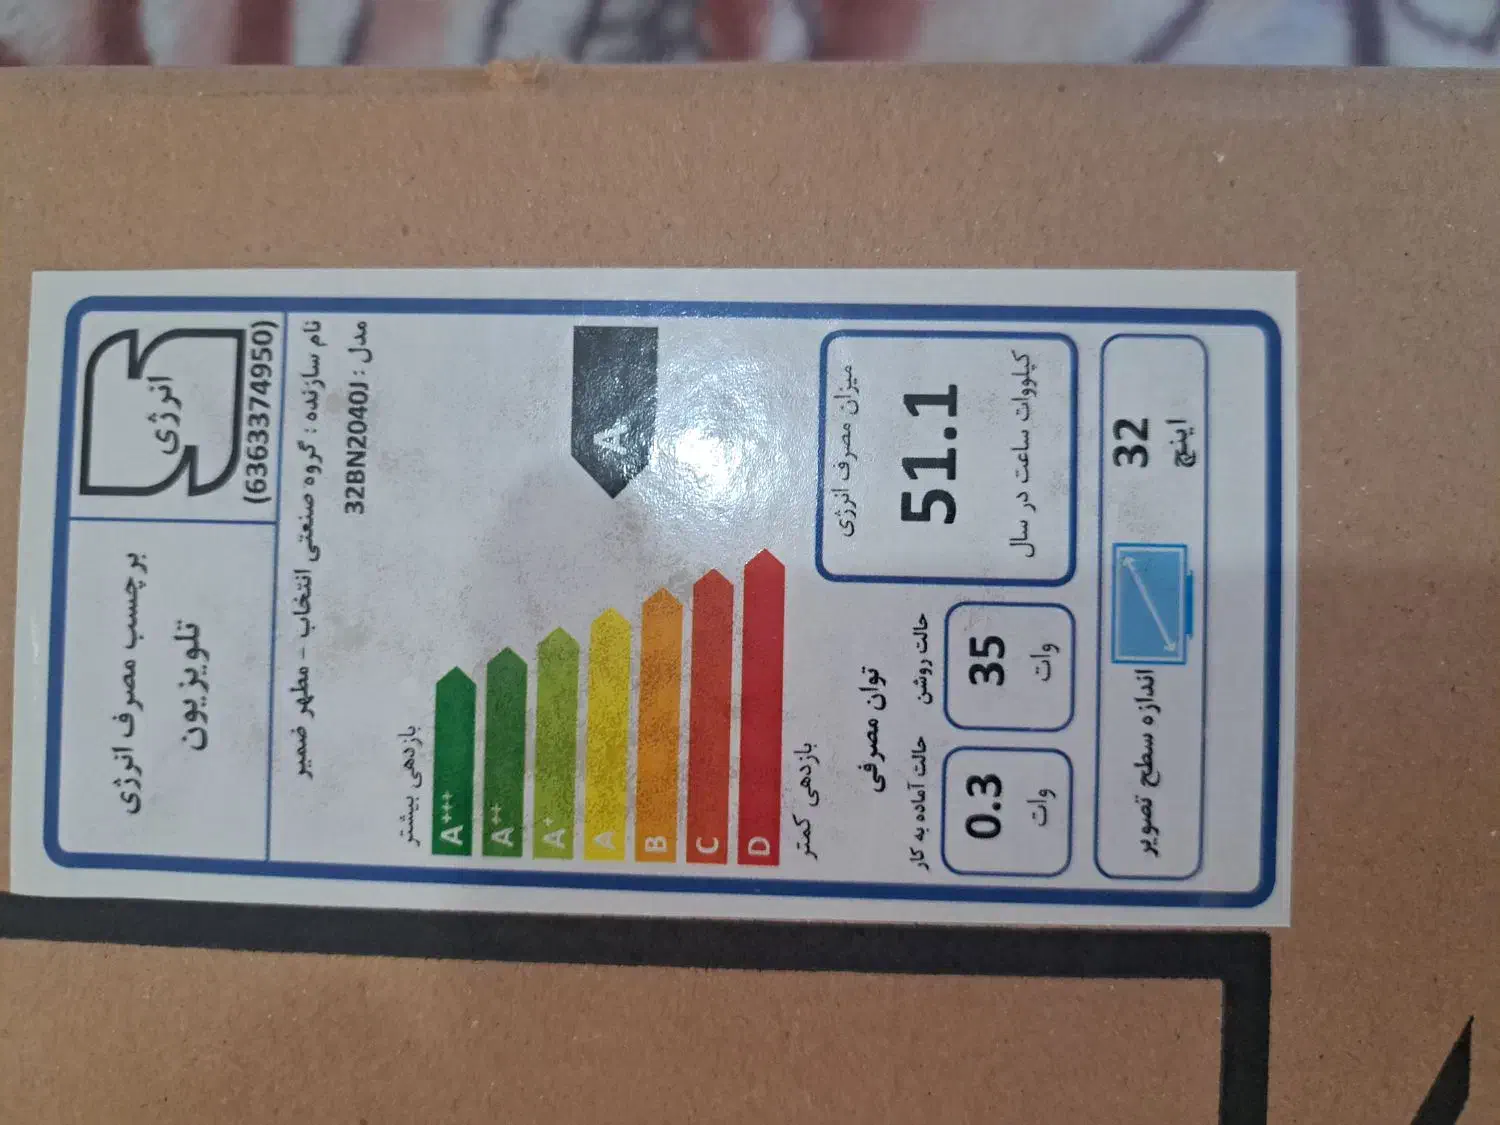 برچسب مصرف انرژی
تلویزیون
انرژی
(6363374950)
نام سازنده : گروه صنعتی انتخاب - مطهر ضمیر
مدل : 32BN2040J
بازدهی بیشتر
A+++
A++
A+
A
B
C
D
A
بازدهی کمتر
میزان مصرف انرژی
51.1
کیلووات ساعت در سال
توان مصرفی
حالت روشن
35
وات
حالت آماده به کار
0.3
وات
اندازه سطح تصویر
32
اینچ